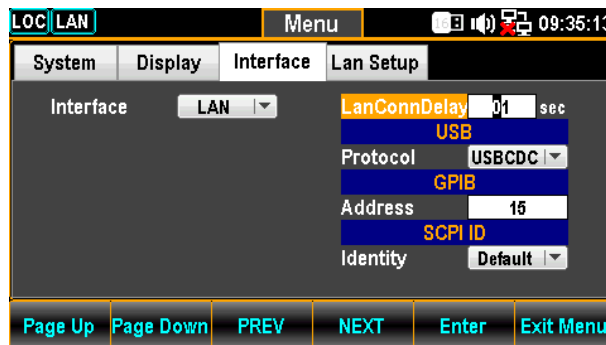 LOC LAN Menu 16 09:35:13
System Display Interface Lan Setup
Interface LAN LanConnDelay 01 sec
USB
Protocol USBCDC
GPIB
Address 15
SCPI ID
Identity Default
Page Up Page Down PREV NEXT Enter Exit Menu